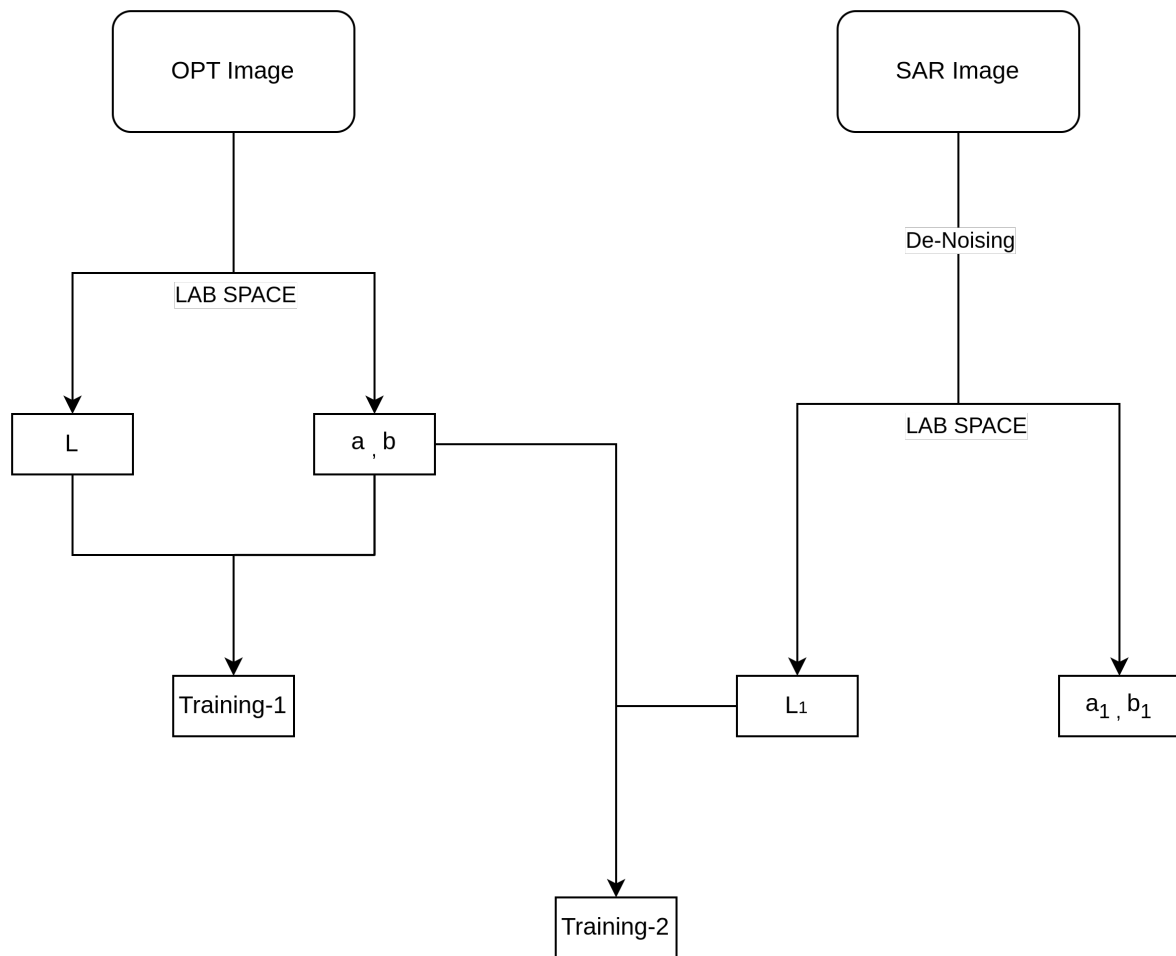 OPT Image
SAR Image
De-Noising
LAB SPACE
LAB SPACE
L
a , b
Training-1
L1
a1 , b1
Training-2